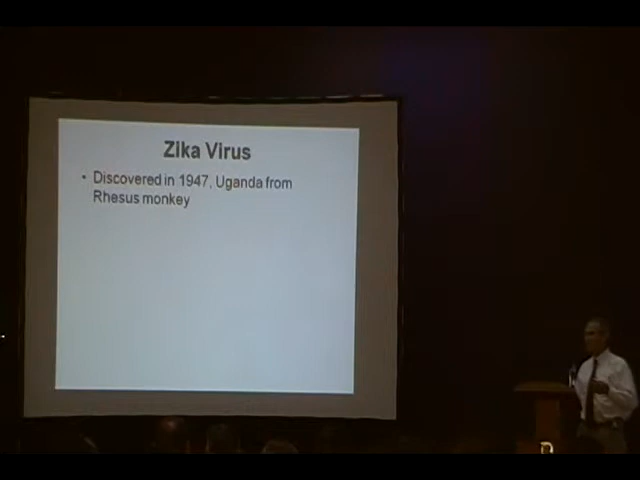 Zika Virus
• Discovered in 1947, Uganda from
Rhesus monkey